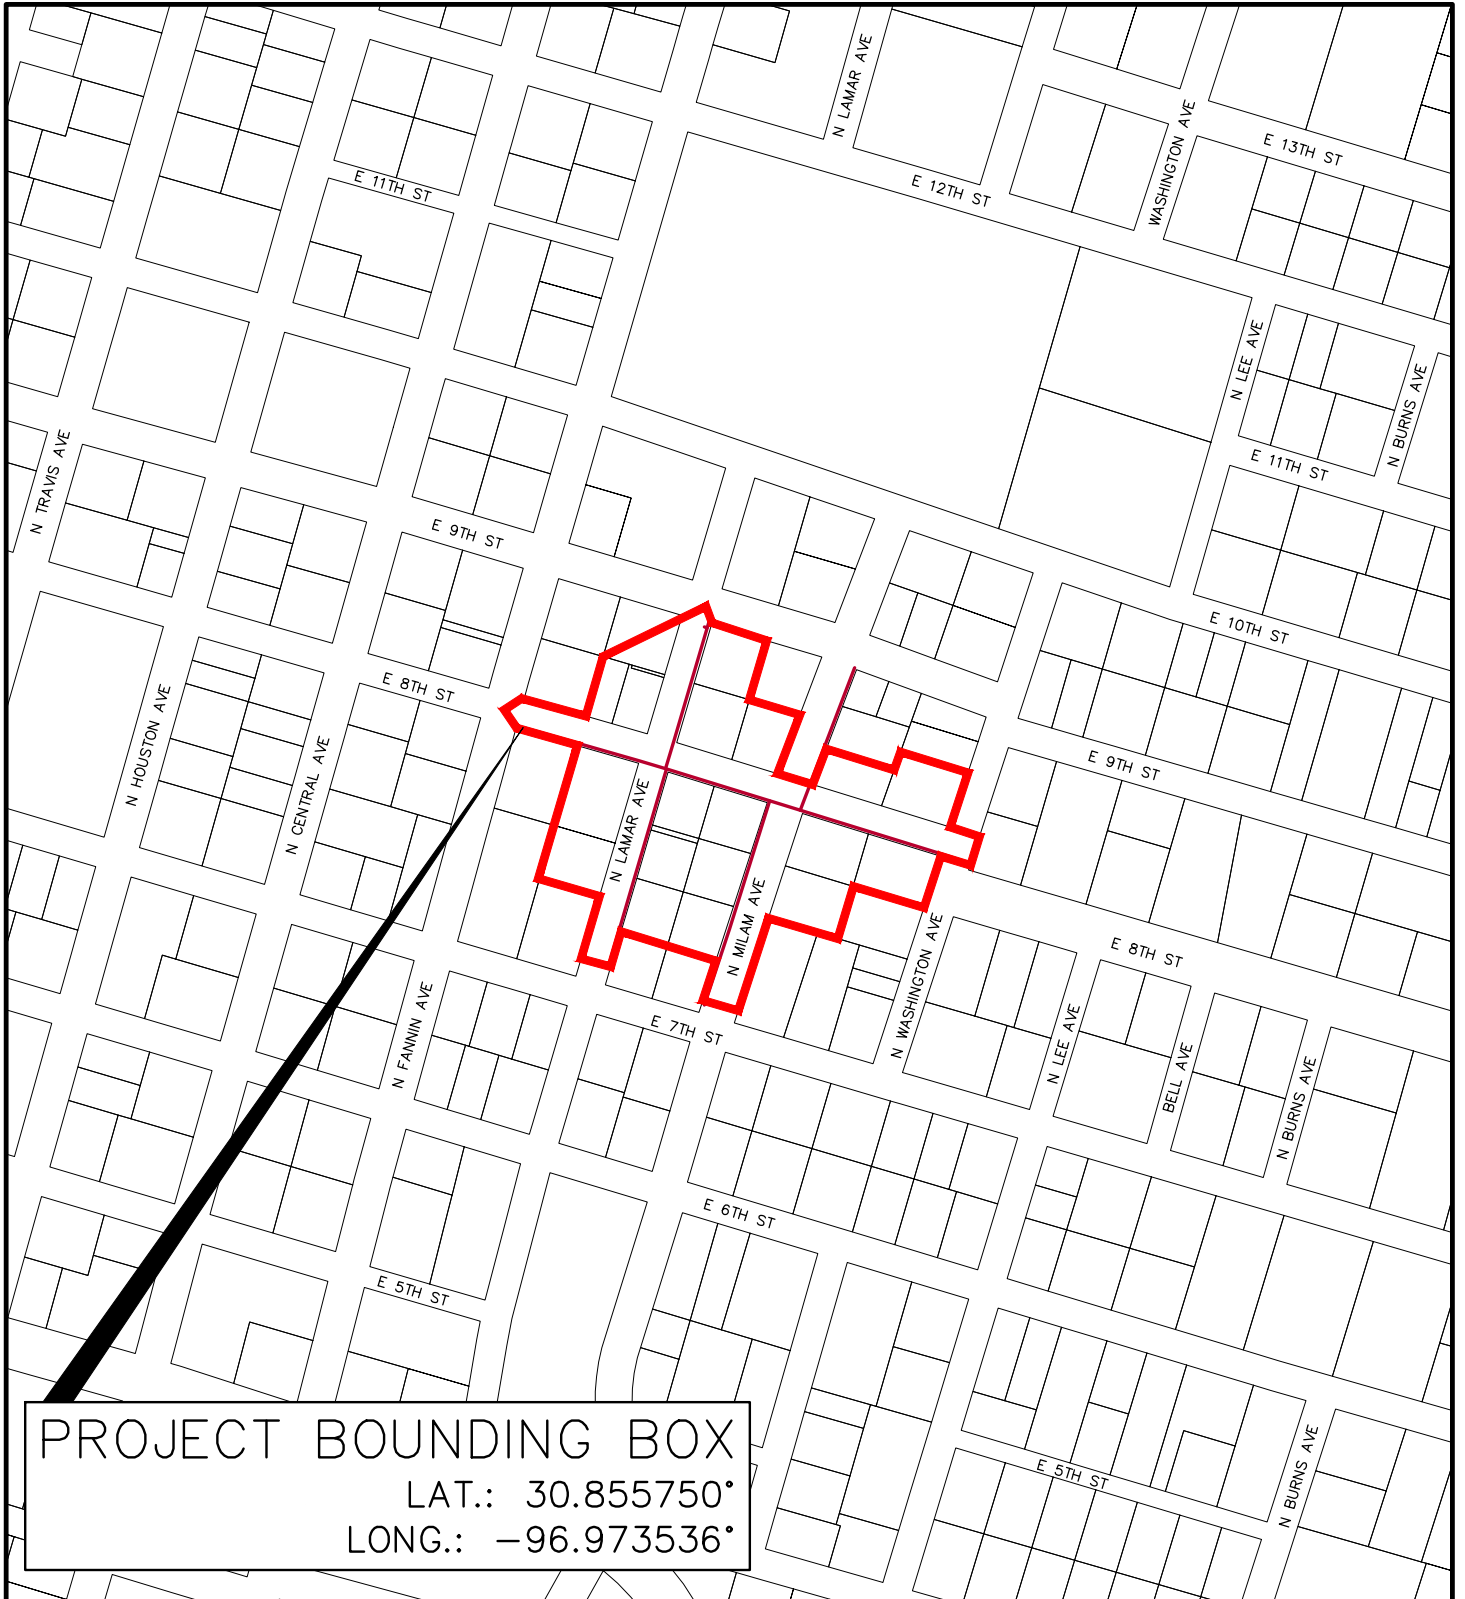 N LAMAR AVE
WASHINGTON AVE
E 13TH ST
E 11TH ST
E 12TH ST
N LEE AVE
N BURNS AVE
N TRAVIS AVE
E 11TH ST
E 9TH ST
E 10TH ST
E 8TH ST
N HOUSTON AVE
N CENTRAL AVE
E 9TH ST
N LAMAR AVE
N MILAM AVE
N WASHINGTON AVE
E 8TH ST
N FANNIN AVE
E 7TH ST
N LEE AVE
BELL AVE
N BURNS AVE
E 6TH ST
E 5TH ST
E 5TH ST
N BURNS AVE
PROJECT BOUNDING BOX
LAT.: 30.855750°
LONG.: -96.973536°